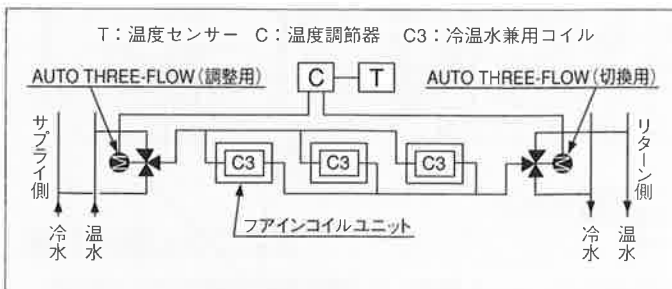 T：温度センサー C：温度調節器 C3：冷温水兼用コイル
AUTO THREE-FLOW（調整用）
C
T
AUTO THREE-FLOW（切換用）
サプライ側
M
C3
C3
C3
M
リターン側
フアインコイルユニット
冷水
温水
冷水
温水